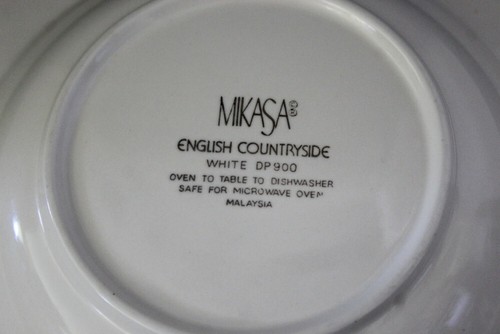 MIKASA®
ENGLISH COUNTRYSIDE
WHITE DP900
OVEN TO TABLE TO DISHWASHER
SAFE FOR MICROWAVE OVEN
MALAYSIA